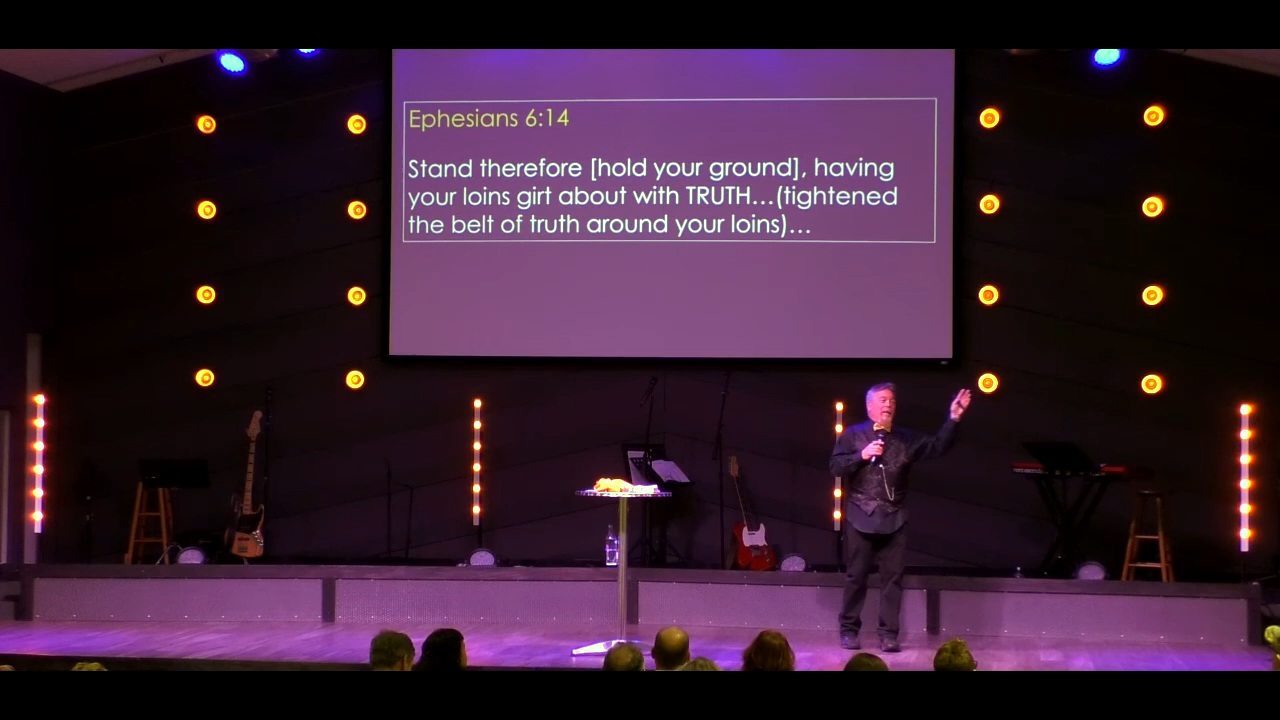 Ephesians 6:14
Stand therefore [hold your ground], having
your loins girt about with TRUTH...(tightened
the belt of truth around your loins)...